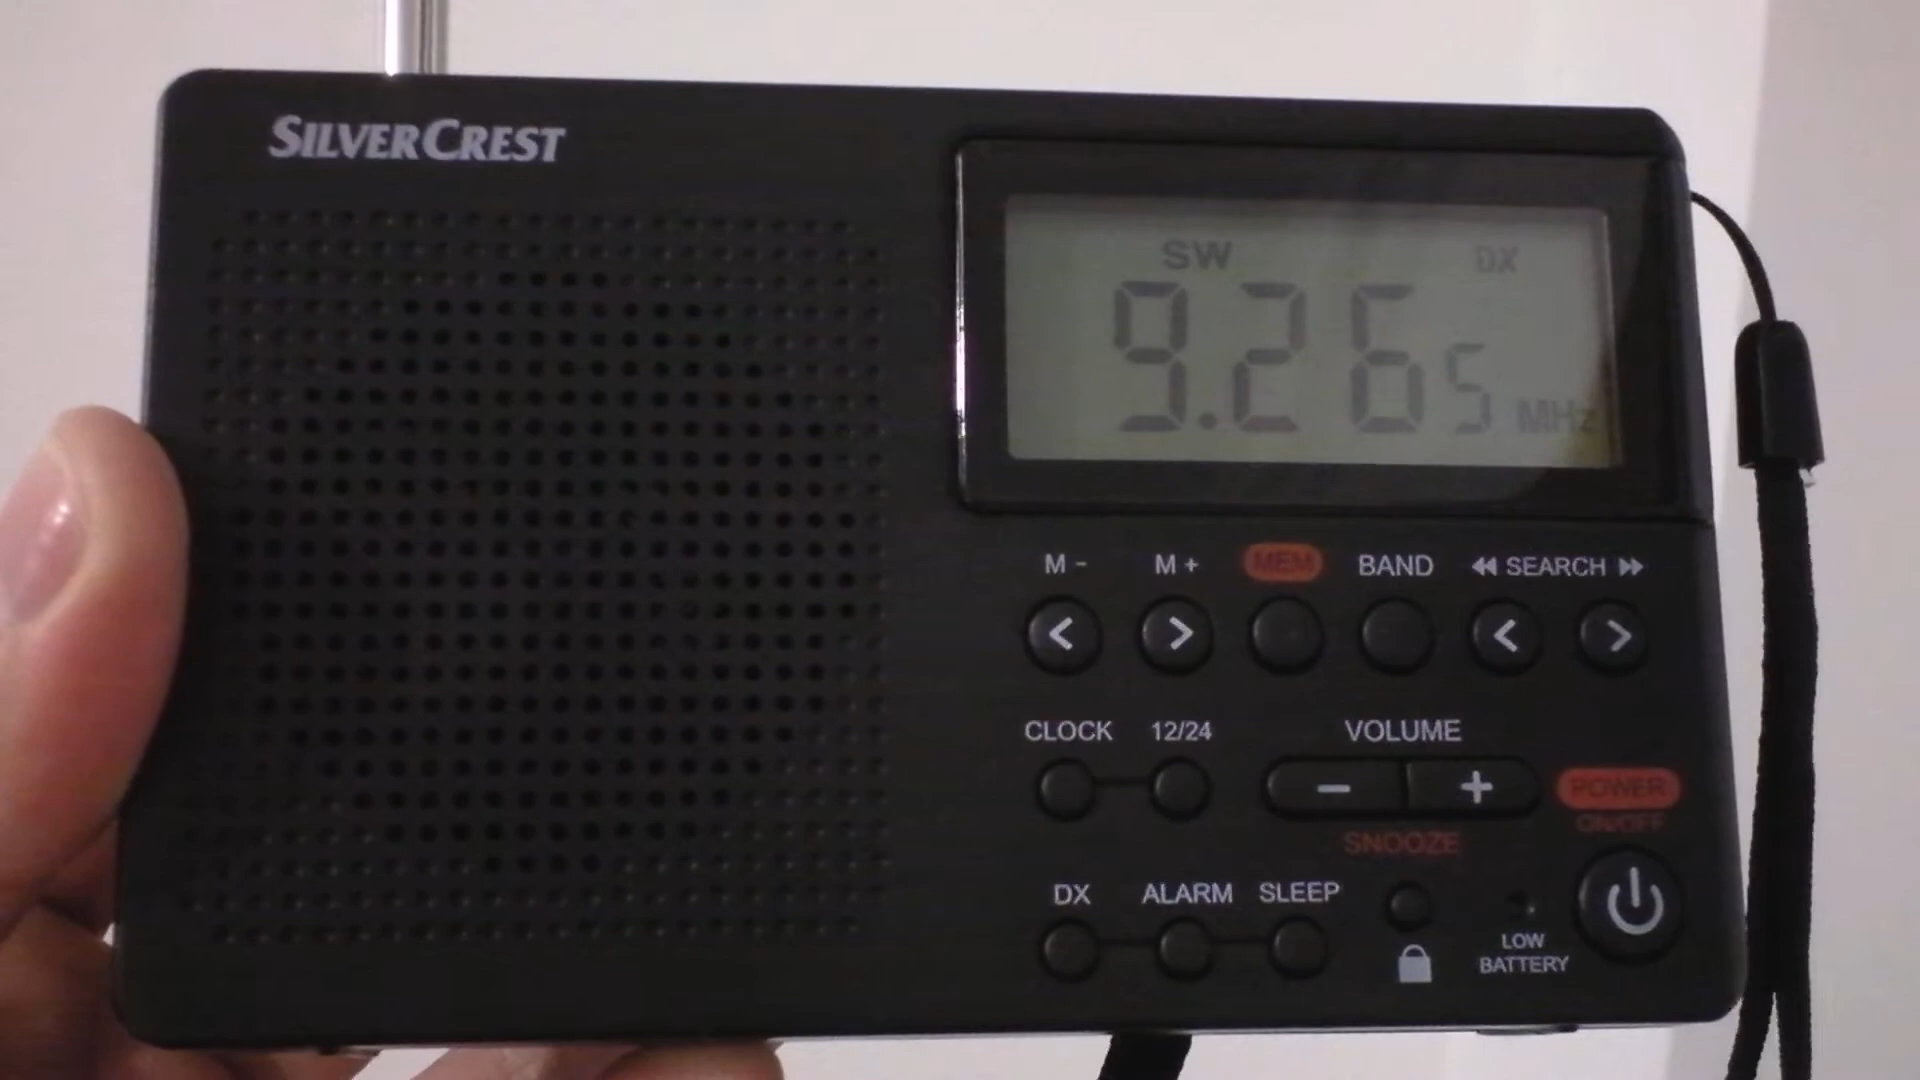 SILVERCREST
SW DX
9.265 MHz
M - M + MEM BAND SEARCH
CLOCK 12/24 VOLUME
POWER
ON/OFF
SNOOZE
DX ALARM SLEEP
LOW
BATTERY